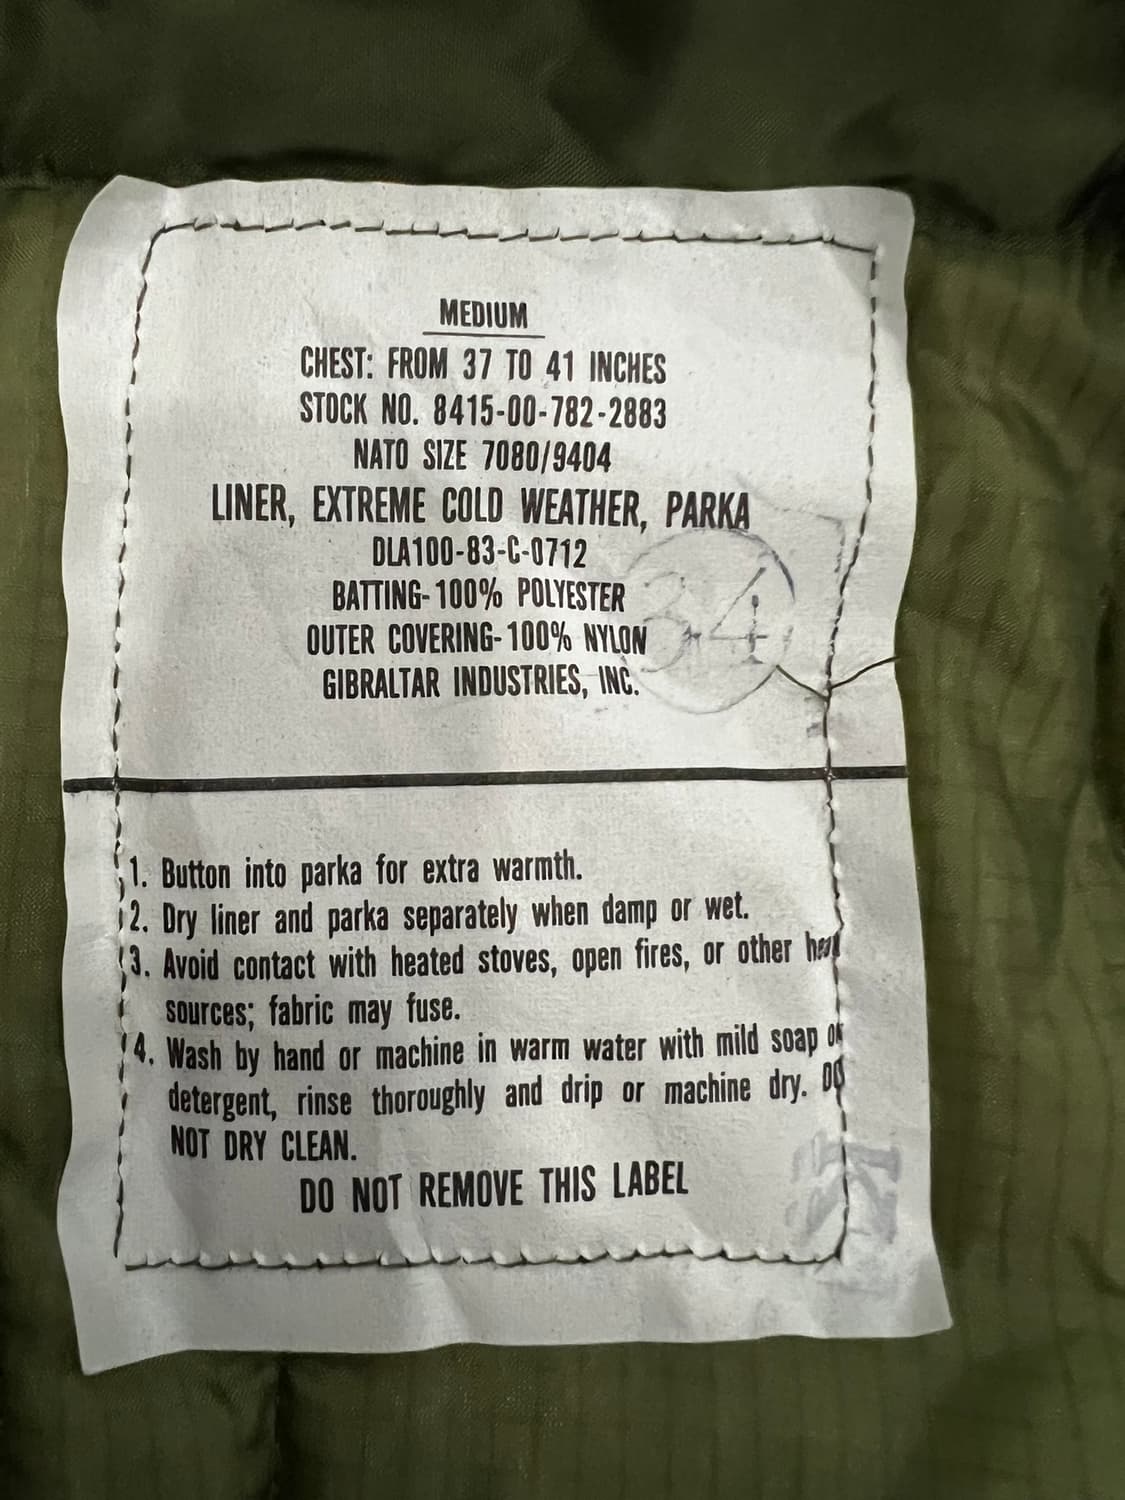 MEDIUM
CHEST: FROM 37 TO 41 INCHES
STOCK NO. 8415-00-782-2883
NATO SIZE 7080/9404
LINER, EXTREME COLD WEATHER, PARKA
DLA100-83-C-0712
BATTING-100% POLYESTER
34
OUTER COVERING-100% NYLON
GIBRALTAR INDUSTRIES, INC.
1. Button into parka for extra warmth.
2. Dry liner and parka separately when damp or wet.
3. Avoid contact with heated stoves, open fires, or other heat
sources; fabric may fuse.
4. Wash by hand or machine in warm water with mild soap or
detergent, rinse thoroughly and drip or machine dry. DO
NOT DRY CLEAN.
DO NOT REMOVE THIS LABEL